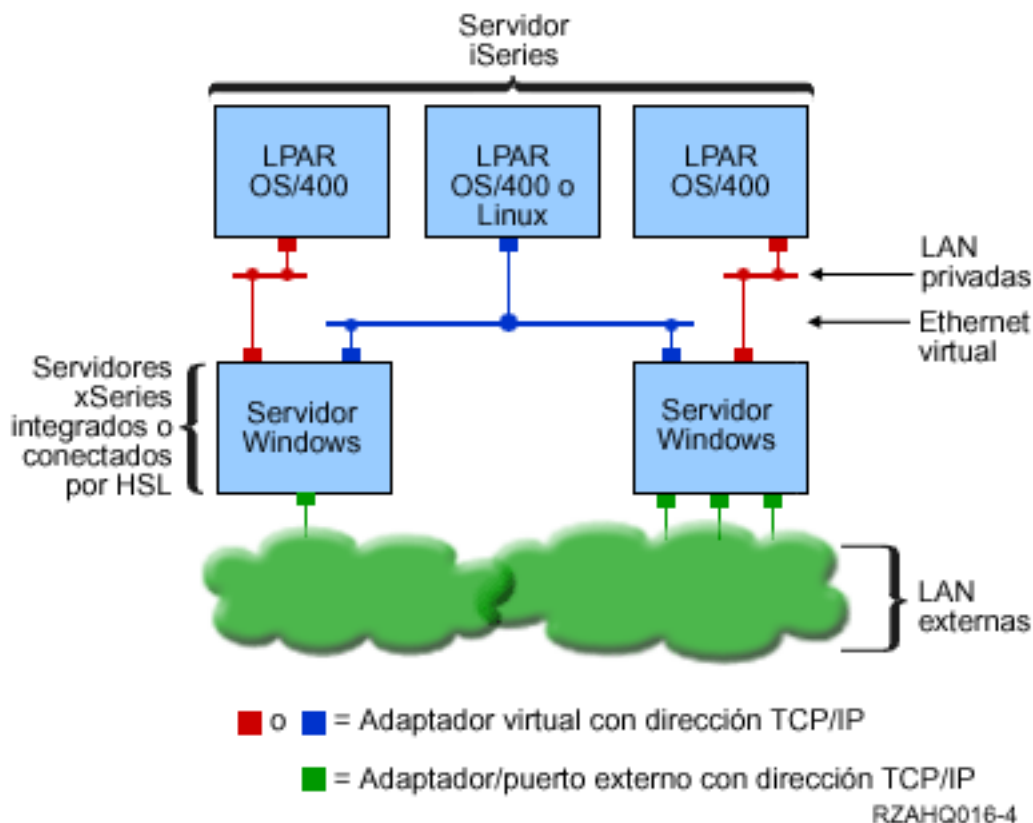 Servidor
iSeries
LPAR
OS/400
LPAR
OS/400 o
Linux
LPAR
OS/400
LAN
privadas
Ethernet
virtual
Servidores
xSeries
integrados o
conectados
por HSL
Servidor
Windows
Servidor
Windows
LAN
externas
o = Adaptador virtual con dirección TCP/IP
= Adaptador/puerto externo con dirección TCP/IP
RZAHQ016-4